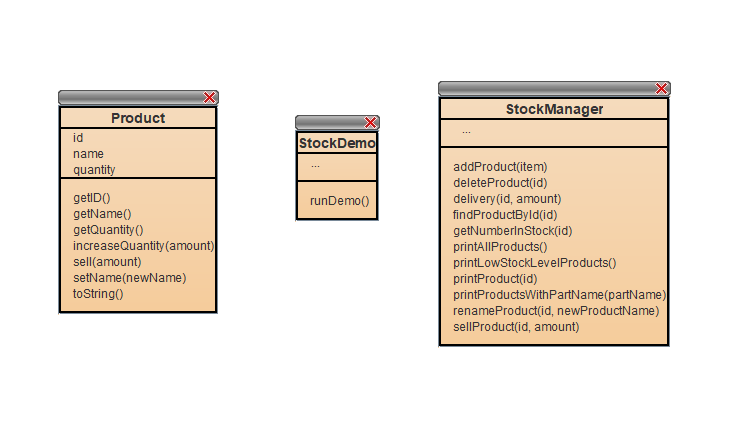 Product
id
name
quantity
getID()
getName()
getQuantity()
increaseQuantity(amount)
sell(amount)
setName(newName)
toString()
StockDemo
...
runDemo()
StockManager
...
addProduct(item)
deleteProduct(id)
delivery(id, amount)
findProductById(id)
getNumberInStock(id)
printAllProducts()
printLowStockLevelProducts()
printProduct(id)
printProductsWithPartName(partName)
renameProduct(id, newProductName)
sellProduct(id, amount)